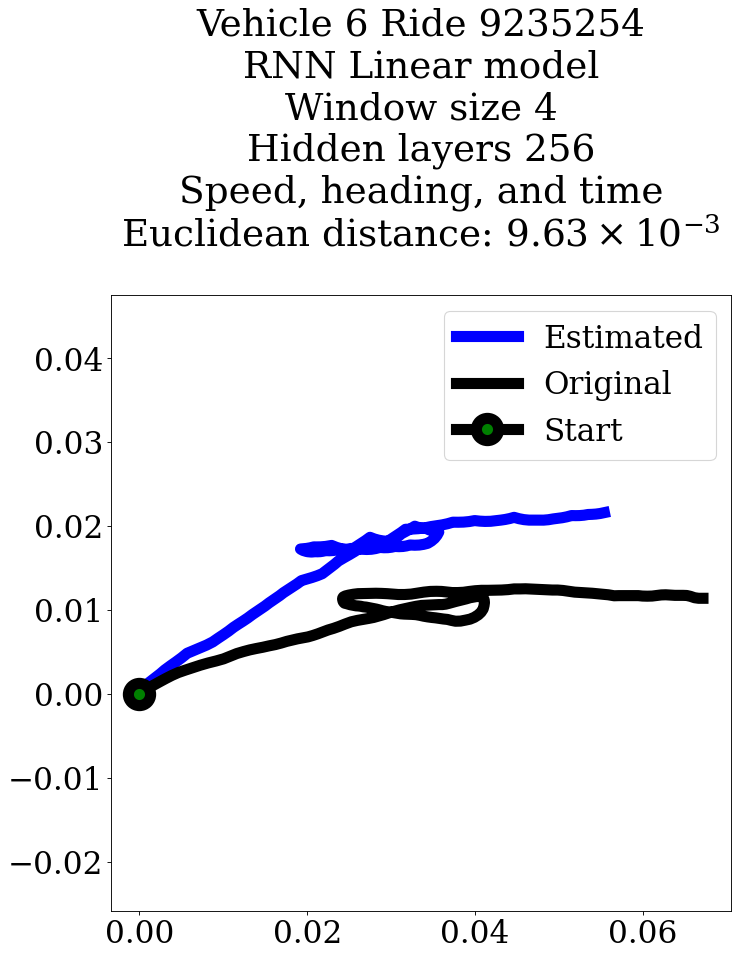 Vehicle 6 Ride 9235254
RNN Linear model
Window size 4
Hidden layers 256
Speed, heading, and time
Euclidean distance: 9.63 × 10⁻³
Estimated
Original
Start
0.04
0.03
0.02
0.01
0.00
−0.01
−0.02
0.00 0.02 0.04 0.06